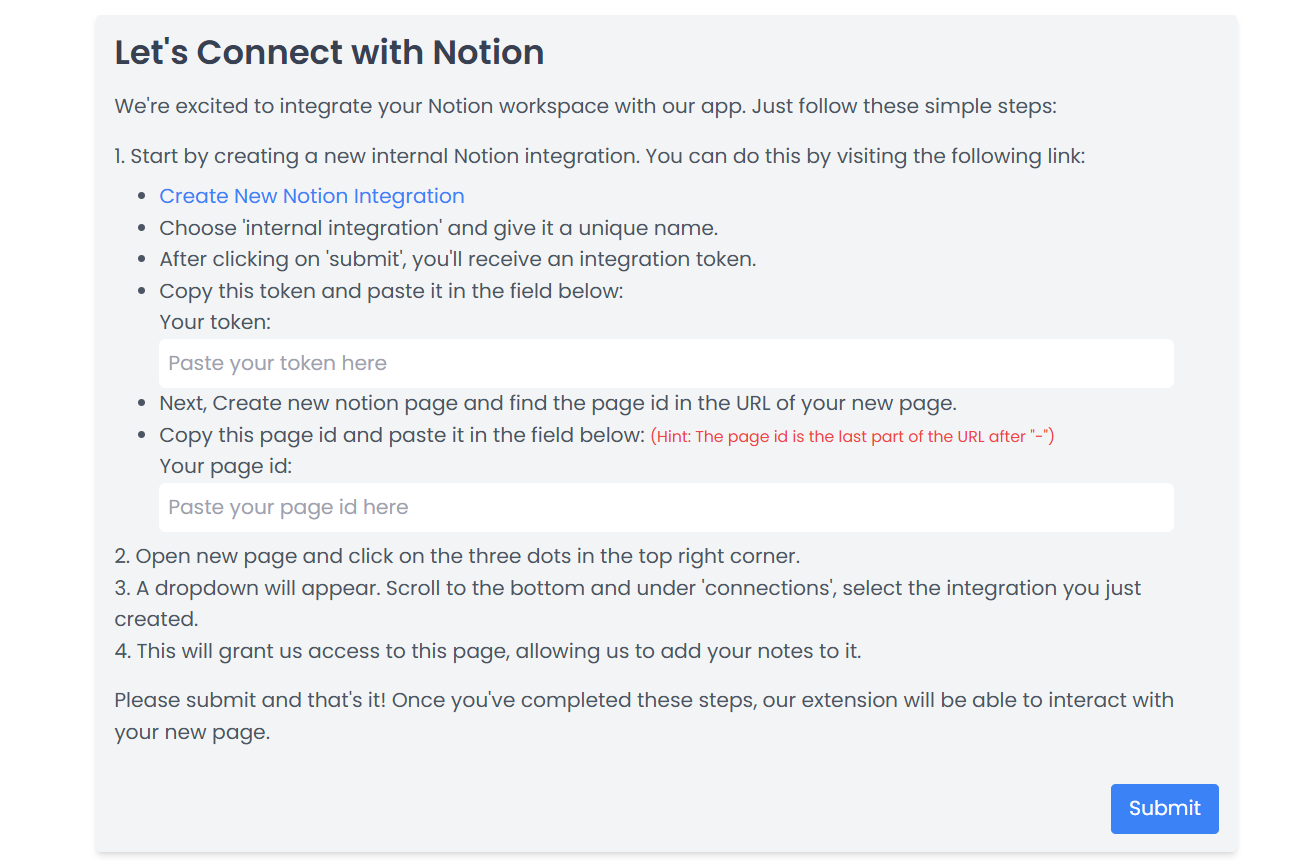 Let's Connect with Notion
We're excited to integrate your Notion workspace with our app. Just follow these simple steps:
1. Start by creating a new internal Notion integration. You can do this by visiting the following link:
• Create New Notion Integration
• Choose 'internal integration' and give it a unique name.
• After clicking on 'submit', you'll receive an integration token.
• Copy this token and paste it in the field below:
Your token:
Paste your token here
• Next, Create new notion page and find the page id in the URL of your new page.
• Copy this page id and paste it in the field below: (Hint: The page id is the last part of the URL after "-")
Your page id:
Paste your page id here
2. Open new page and click on the three dots in the top right corner.
3. A dropdown will appear. Scroll to the bottom and under 'connections', select the integration you just
created.
4. This will grant us access to this page, allowing us to add your notes to it.
Please submit and that's it! Once you've completed these steps, our extension will be able to interact with
your new page.
Submit